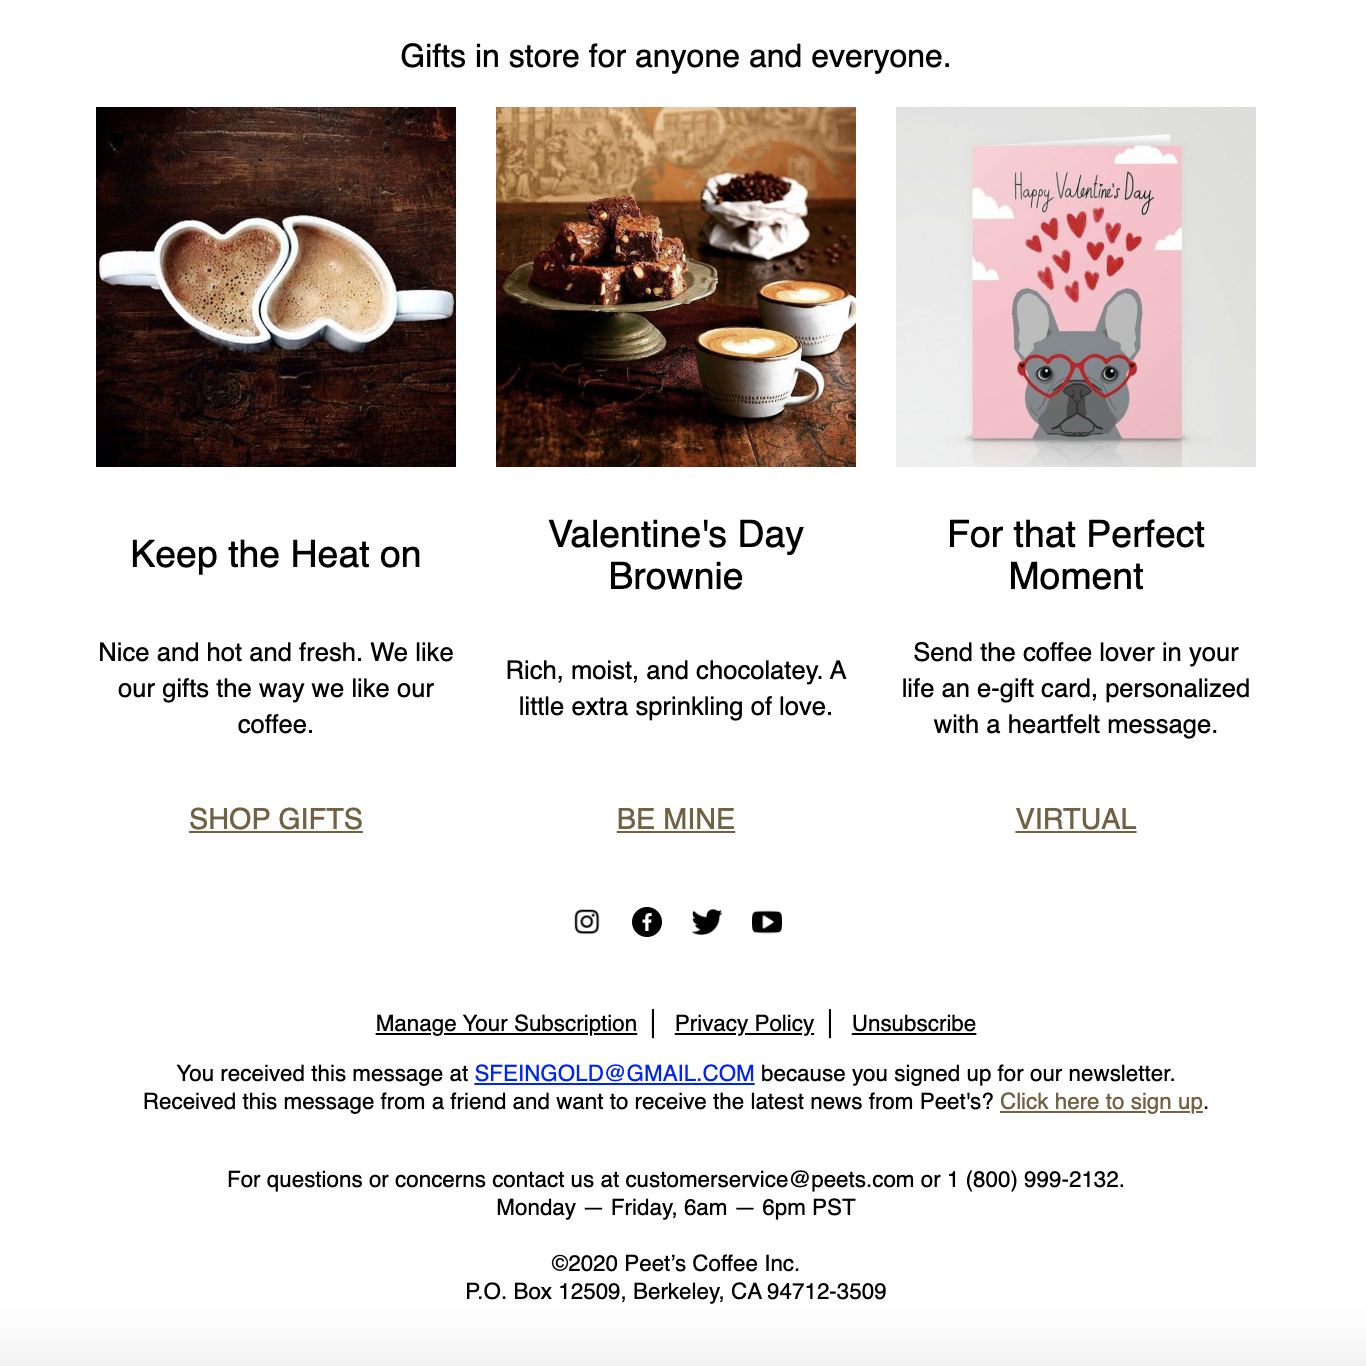 Gifts in store for anyone and everyone.
Happy Valentine's Day
Keep the Heat on
Valentine's Day
Brownie
For that Perfect
Moment
Nice and hot and fresh. We like
our gifts the way we like our
coffee.
Rich, moist, and chocolatey. A
little extra sprinkling of love.
Send the coffee lover in your
life an e-gift card, personalized
with a heartfelt message.
SHOP GIFTS
BE MINE
VIRTUAL
Manage Your Subscription | Privacy Policy | Unsubscribe
You received this message at SFEINGOLD@GMAIL.COM because you signed up for our newsletter.
Received this message from a friend and want to receive the latest news from Peet's? Click here to sign up.
For questions or concerns contact us at customerservice@peets.com or 1 (800) 999-2132.
Monday — Friday, 6am — 6pm PST
©2020 Peet’s Coffee Inc.
P.O. Box 12509, Berkeley, CA 94712-3509